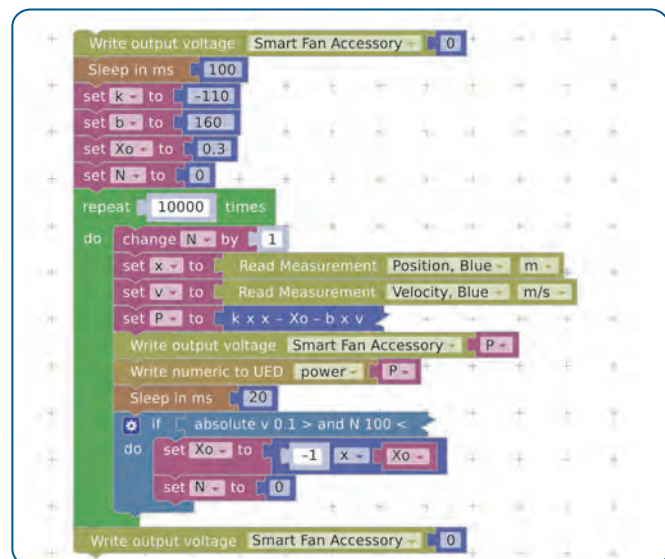 Write output voltage Smart Fan Accessory 0
Sleep in ms 100
set k to -110
set b to 160
set Xo to 0.3
set N to 0
repeat 10000 times
do change N by 1
set x to Read Measurement Position, Blue m
set v to Read Measurement Velocity, Blue m/s
set P to k x x - Xo - b x v
Write output voltage Smart Fan Accessory P
Write numeric to UED power P
Sleep in ms 20
if absolute v 0.1 > and N 100 <
do set Xo to -1 x Xo
set N to 0
Write output voltage Smart Fan Accessory 0